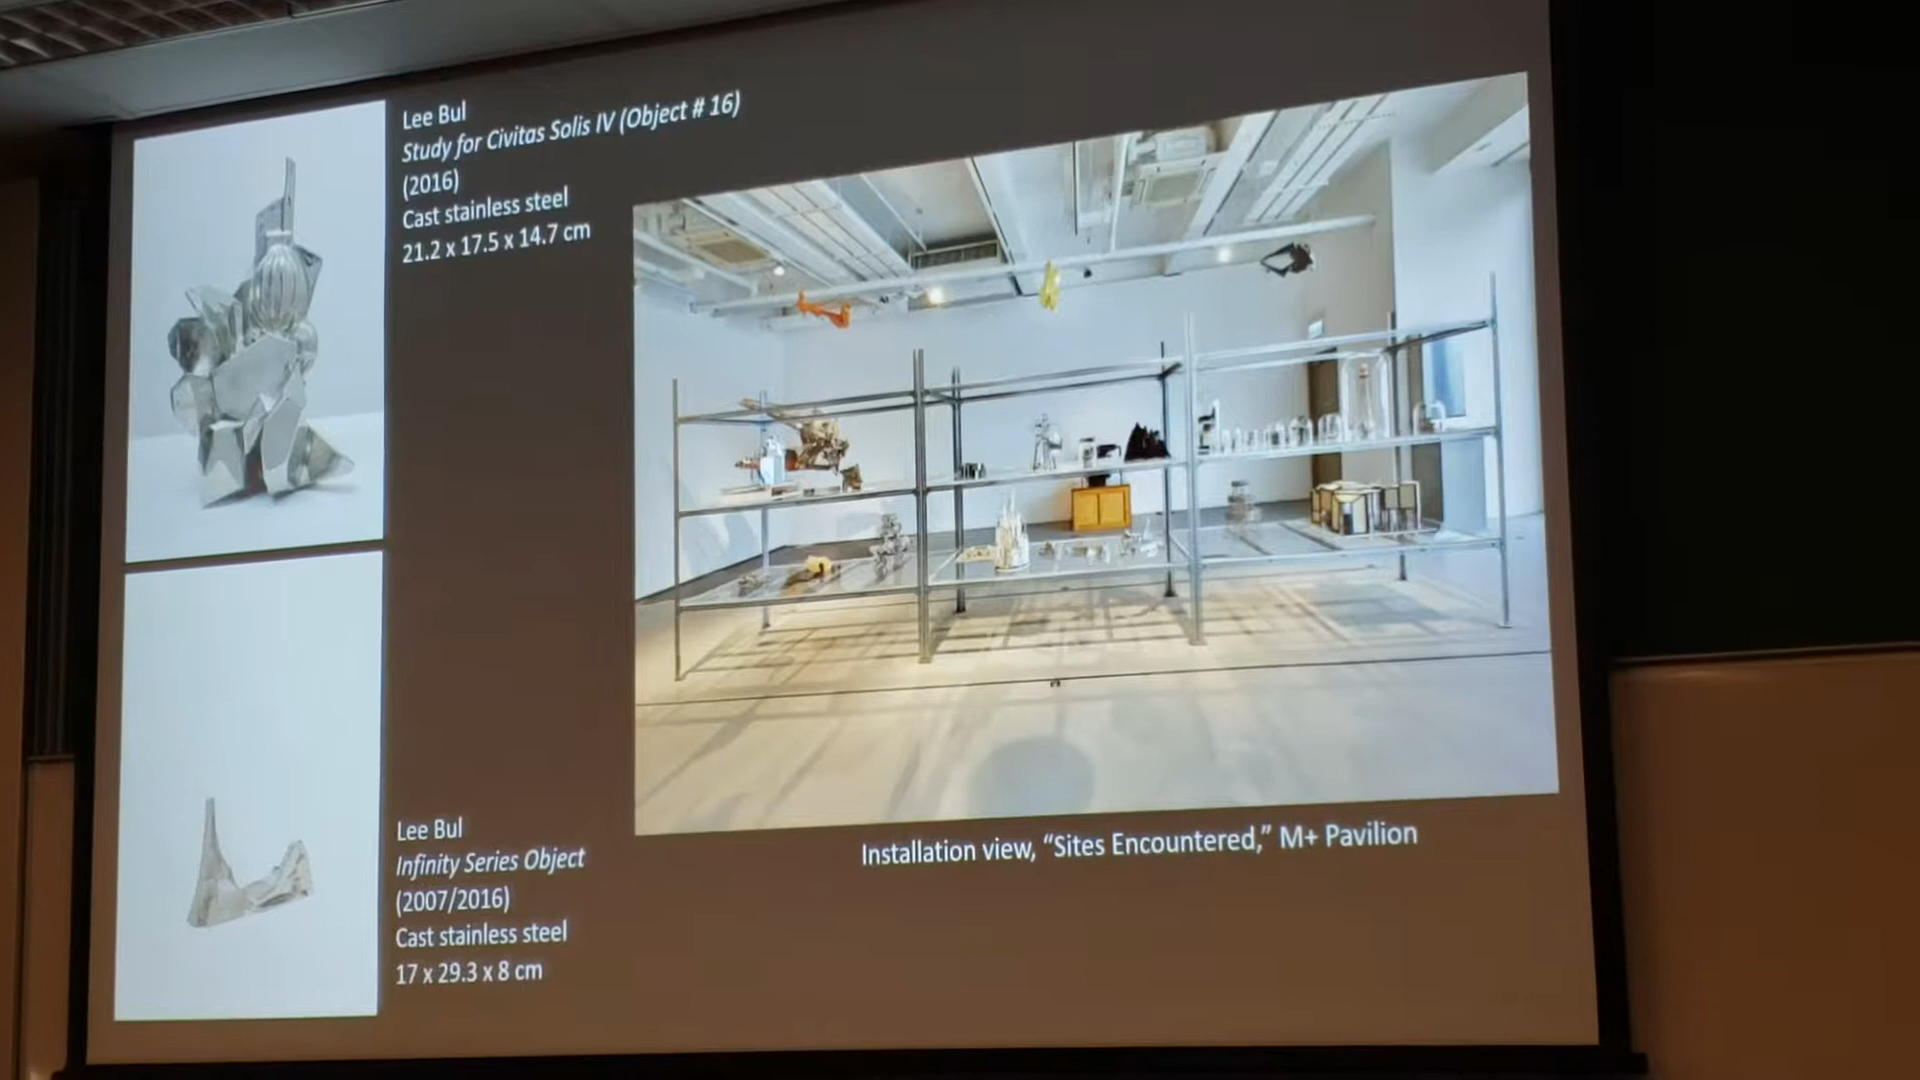 Lee Bul
Study for Civitas Solis IV (Object # 16)
(2016)
Cast stainless steel
21.2 x 17.5 x 14.7 cm
Lee Bul
Infinity Series Object
(2007/2016)
Cast stainless steel
17 x 29.3 x 8 cm
Installation view, “Sites Encountered,” M+ Pavilion